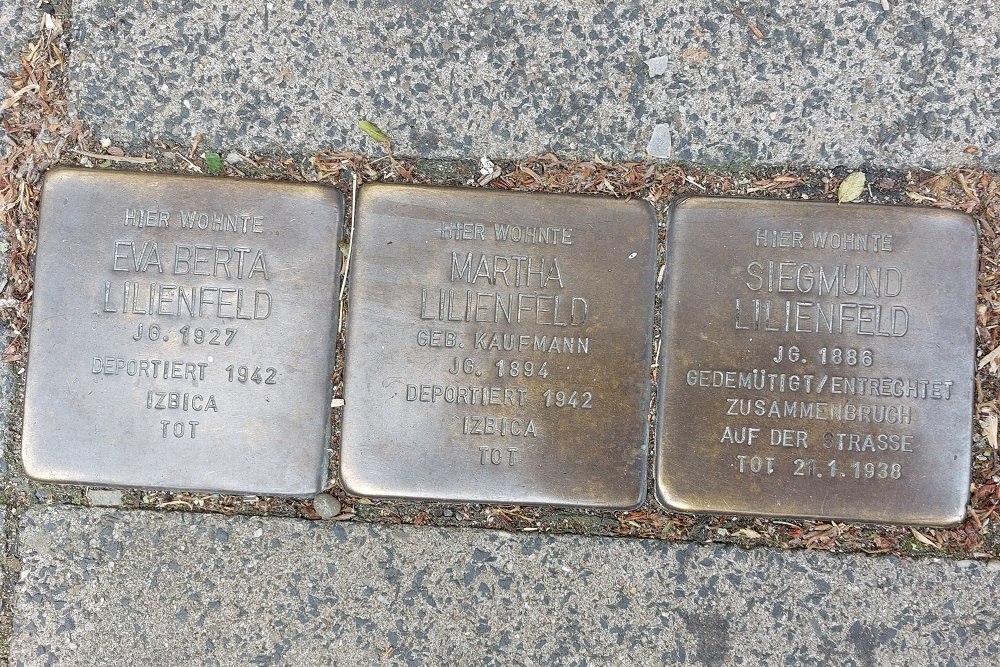 HIER WOHNTE
EVA BERTA
LILIENFELD
JG. 1927
DEPORTIERT 1942
IZBICA
TOT
HIER WOHNTE
MARTHA
LILIENFELD
GEB. KAUFMANN
JG. 1894
DEPORTIERT 1942
IZBICA
TOT
HIER WOHNTE
SIEGMUND
LILIENFELD
JG. 1886
GEDEMÜTIGT/ENTRECHTET
ZUSAMMENBRUCH
AUF DER STRASSE
TOT 21.1.1938